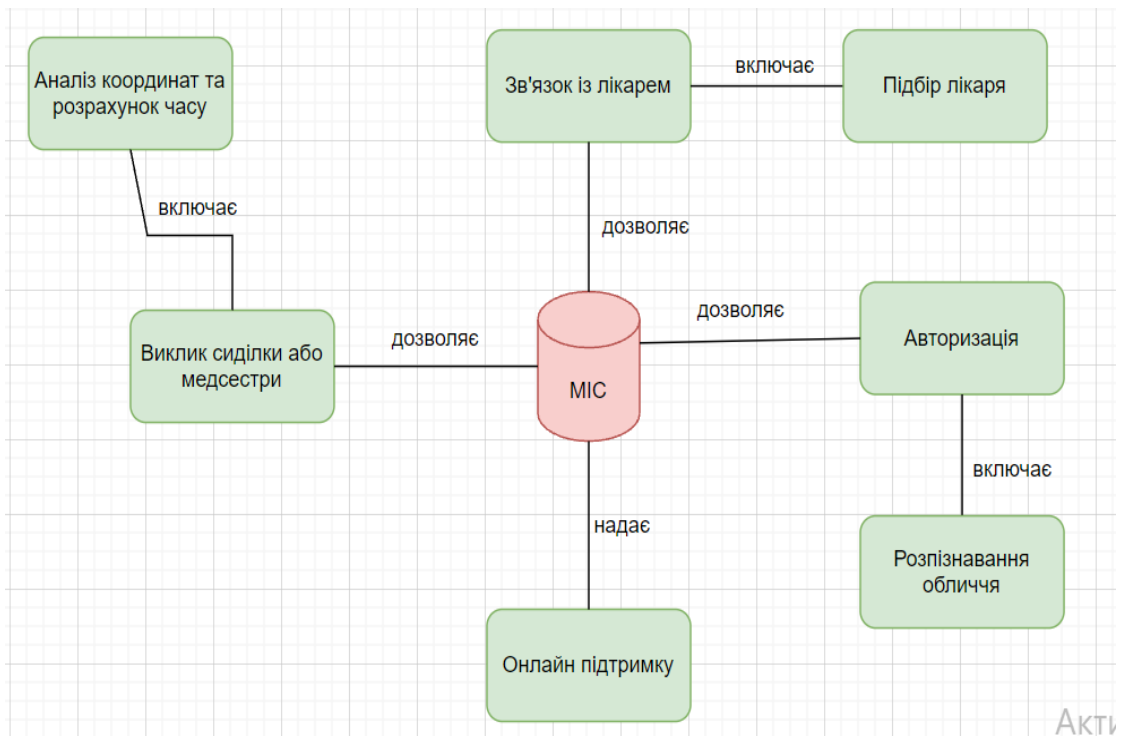 Аналіз координат та
розрахунок часу
Зв'язок із лікарем
включає
Підбір лікаря
включає
дозволяє
Виклик сиділки або
медсестри
дозволяє
МІС
дозволяє
Авторизація
включає
надає
Розпізнавання
обличчя
Онлайн підтримку
Акти